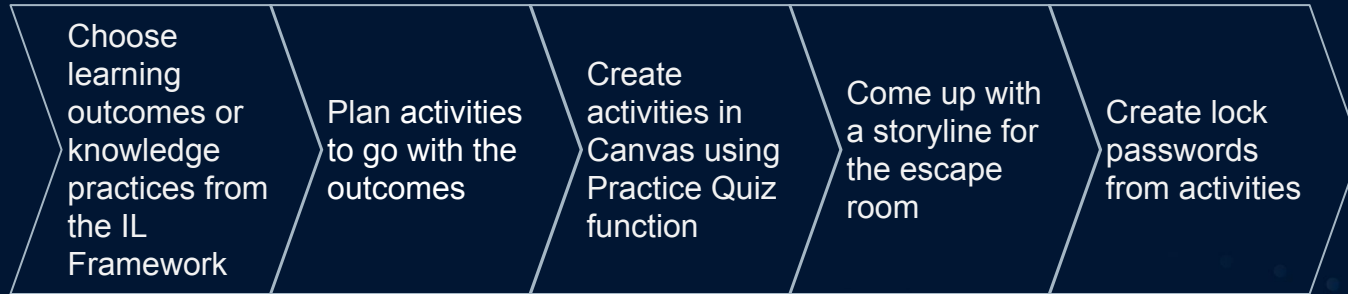 Choose
learning
outcomes or
knowledge
practices from
the IL
Framework
Plan activities
to go with the
outcomes
Create
activities in
Canvas using
Practice Quiz
function
Come up with
a storyline for
the escape
room
Create lock
passwords
from activities